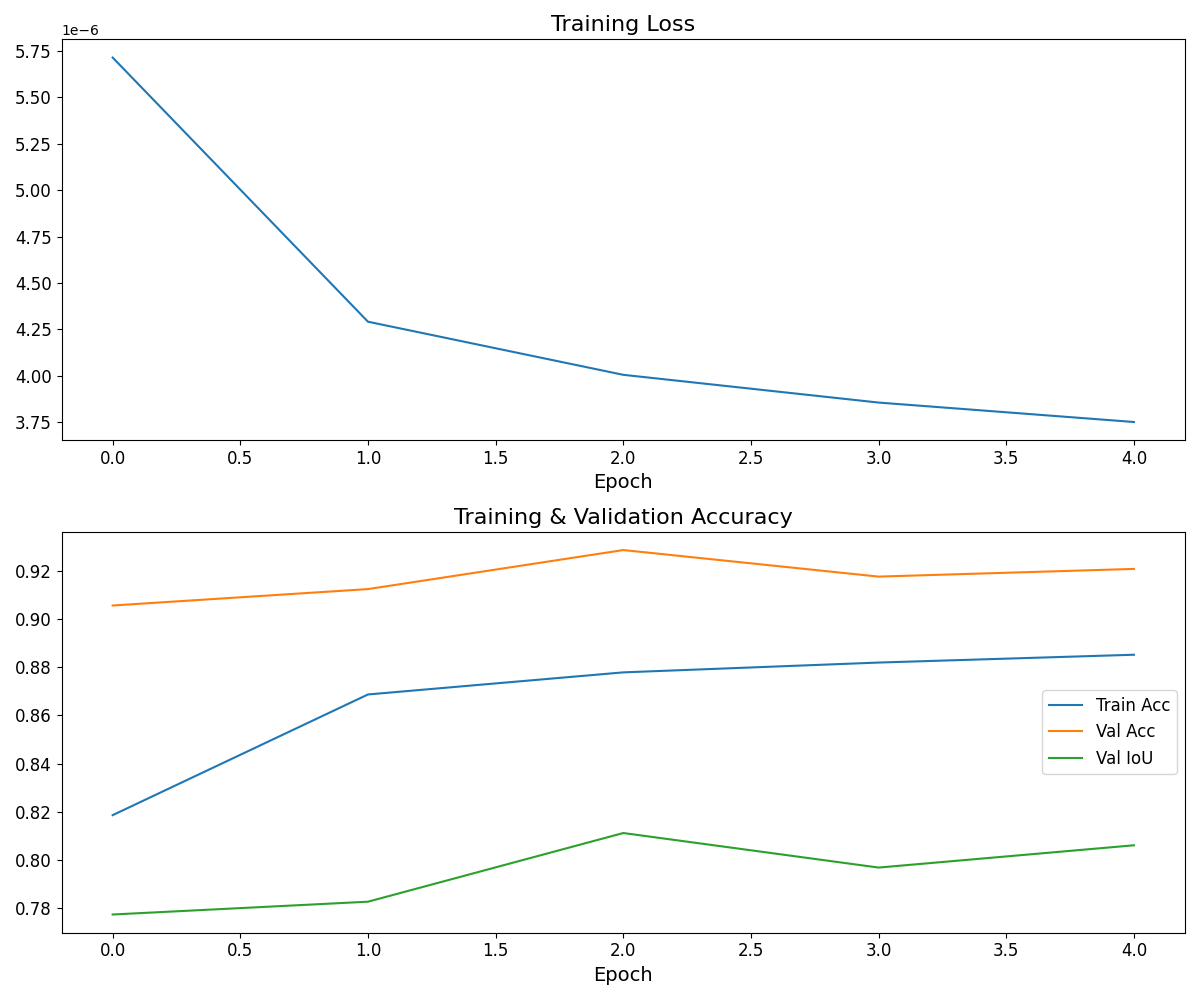 Training Loss
1e−6
5.75
5.50
5.25
5.00
4.75
4.50
4.25
4.00
3.75
0.0 0.5 1.0 1.5 2.0 2.5 3.0 3.5 4.0
Epoch
Training & Validation Accuracy
0.92
0.90
0.88
0.86
0.84
0.82
0.80
0.78
Train Acc
Val Acc
Val IoU
0.0 0.5 1.0 1.5 2.0 2.5 3.0 3.5 4.0
Epoch